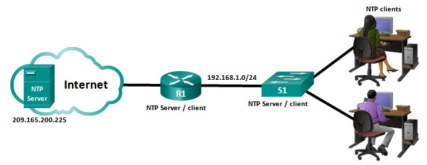 NTP clients
NTP
Server
Internet
209.165.200.225
R1
NTP Server / client
192.168.1.0/24
S1
NTP Server / client